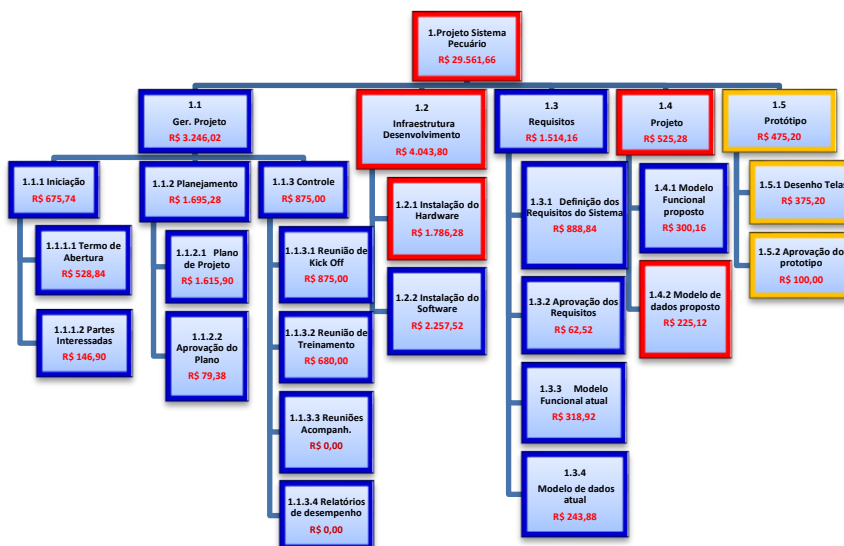 1.Projeto Sistema
Pecuário
R$ 29.561,66
1.1
Ger. Projeto
R$ 3.246,02
1.2
Infraestrutura
Desenvolvimento
R$ 4.043,80
1.3
Requisitos
R$ 1.514,16
1.4
Projeto
R$ 525,28
1.5
Protótipo
R$ 475,20
1.1.1 Iniciação
R$ 675,74
1.1.2 Planejamento
R$ 1.695,28
1.1.3 Controle
R$ 875,00
1.1.1.1 Termo de
Abertura
R$ 528,84
1.1.1.2 Partes
Interessadas
R$ 146,90
1.1.2.1 Plano
de Projeto
R$ 1.615,90
1.1.2.2
Aprovação do
Plano
R$ 79,38
1.1.3.1 Reunião de
Kick Off
R$ 875,00
1.1.3.2 Reunião de
Treinamento
R$ 680,00
1.1.3.3 Reuniões
Acompanh.
R$ 0,00
1.1.3.4 Relatórios
de desempenho
R$ 0,00
1.2.1 Instalação do
Hardware
R$ 1.786,28
1.2.2 Instalação do
Software
R$ 2.257,52
1.3.1 Definição dos
Requisitos do Sistema
R$ 888,84
1.3.2 Aprovação dos
Requisitos
R$ 62,52
1.3.3 Modelo
Funcional atual
R$ 318,92
1.3.4
Modelo de dados
atual
R$ 243,88
1.4.1 Modelo
Funcional proposto
R$ 300,16
1.4.2 Modelo de
dados proposto
R$ 225,12
1.5.1 Desenho Telas
R$ 375,20
1.5.2 Aprovação do
prototipo
R$ 100,00